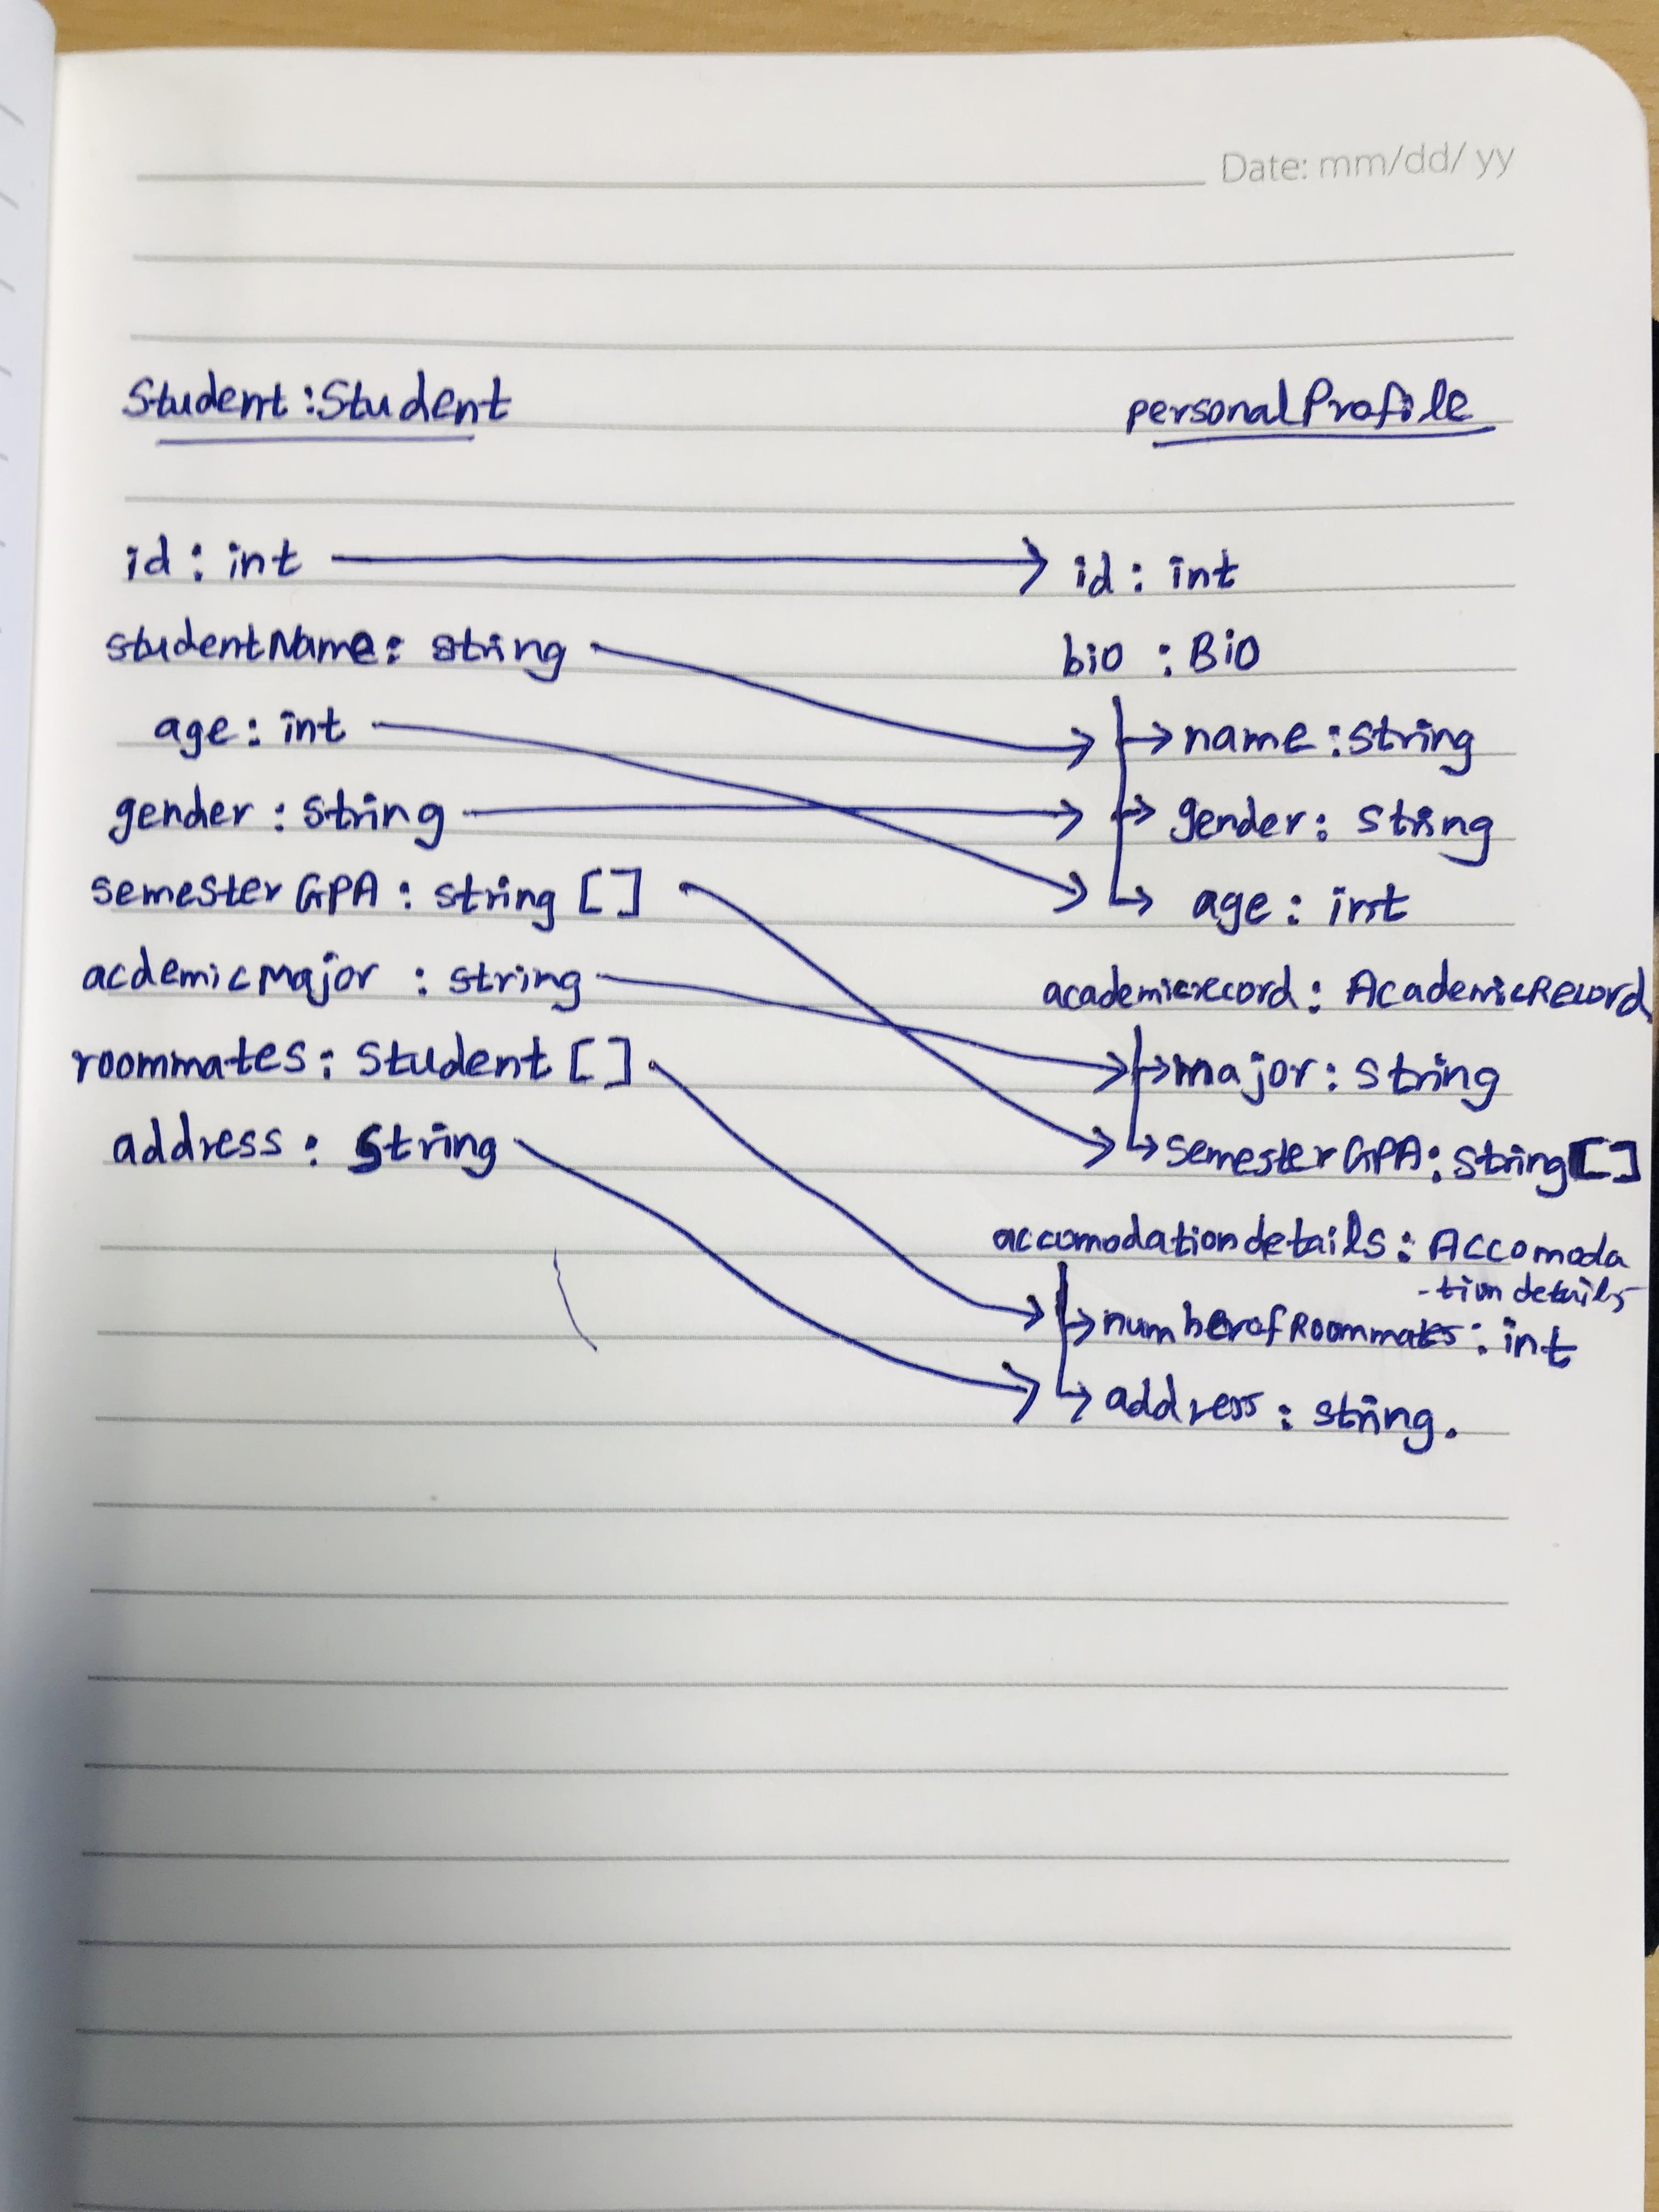 Date: mm/dd/yy
Student:Student
personalProfile
id: int
id: int
studentName: string
bio : Bio
age: int
name: string
gender: string
gender: string
semesterGPA: string []
age: int
acdemicMajor : string
academicrecord: AcademicRecord
roommates: Student []
major: string
address: string
semesterGPA: string[]
accomodationdetails: Accomoda
-tion details
numberofRoommates: int
address: string.